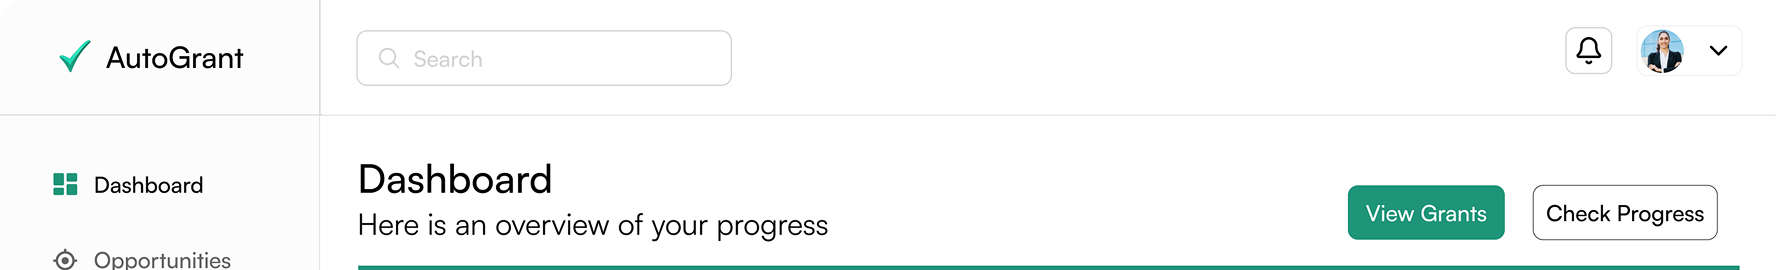 AutoGrant
Search
Dashboard
Opportunities
Dashboard
Here is an overview of your progress
View Grants
Check Progress